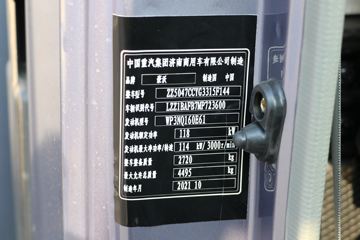 中国重汽集团济南商用车有限公司制造
品牌 豪沃 制造国 中国
整车型号 ZZ5047CCYG3315F144
车辆识别代号 LZZ1BAFB7MP723600
发动机型号 WP3NQ160E61
发动机额定功率 118 kW
发动机最大净功率/转速 114 kW/ 3000r/min
整车整备质量 2720 kg
最大允许总质量 4495 kg
制造年月 2021 10